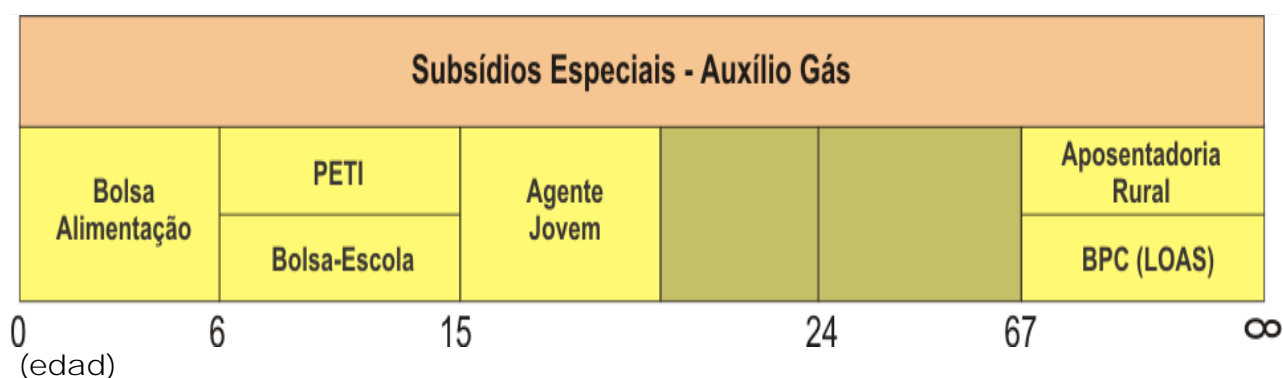 Subsídios Especiais - Auxílio Gás
Bolsa
Alimentação
PETI
Bolsa-Escola
Agente
Jovem
Aposentadoria
Rural
BPC (LOAS)
0 6 15 24 67 ∞
(edad)